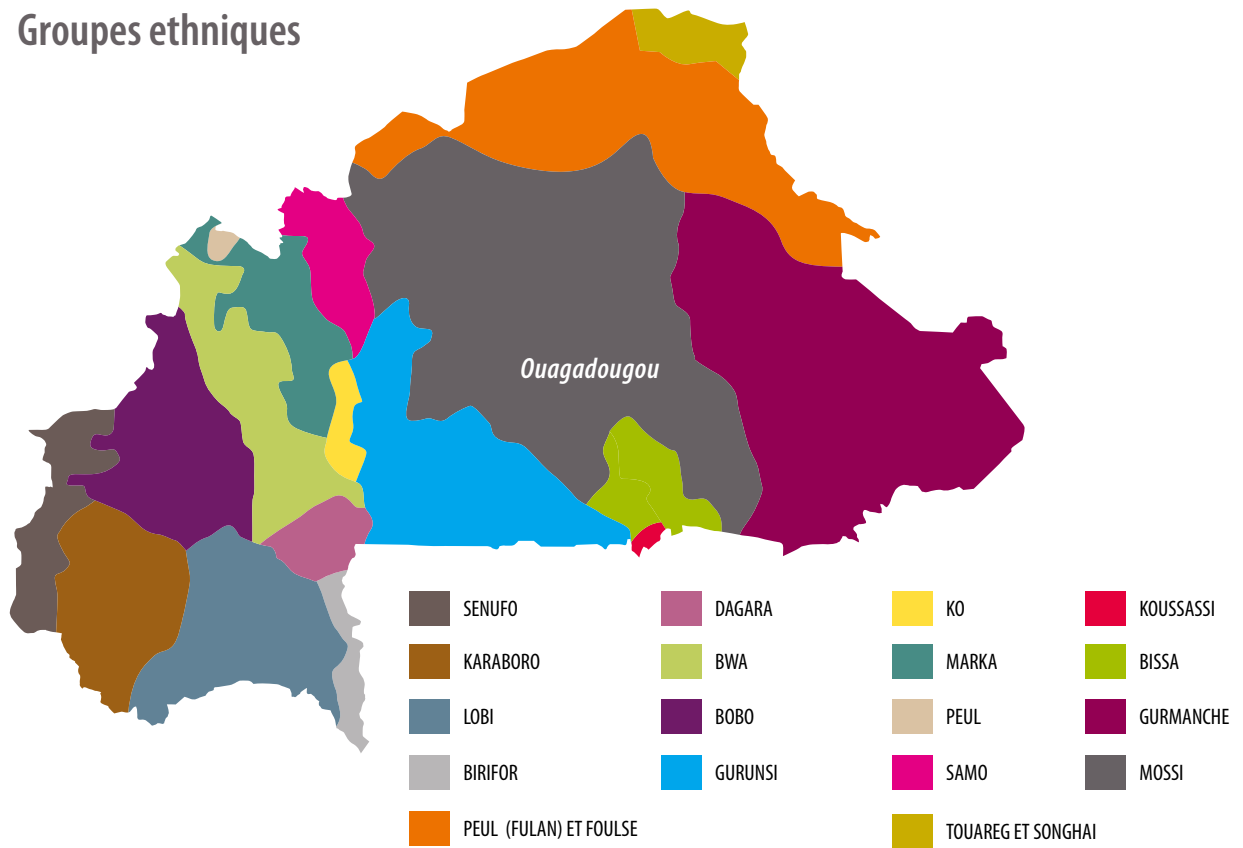 Groupes ethniques
Ouagadougou
SENUFO
DAGARA
KO
KOUSSASSI
KARABORO
BWA
MARKA
BISSA
LOBI
BOBO
PEUL
GURMANCHE
BIRIFOR
GURUNSI
SAMO
MOSSI
PEUL (FULAN) ET FOULSE
TOUAREG ET SONGHAI